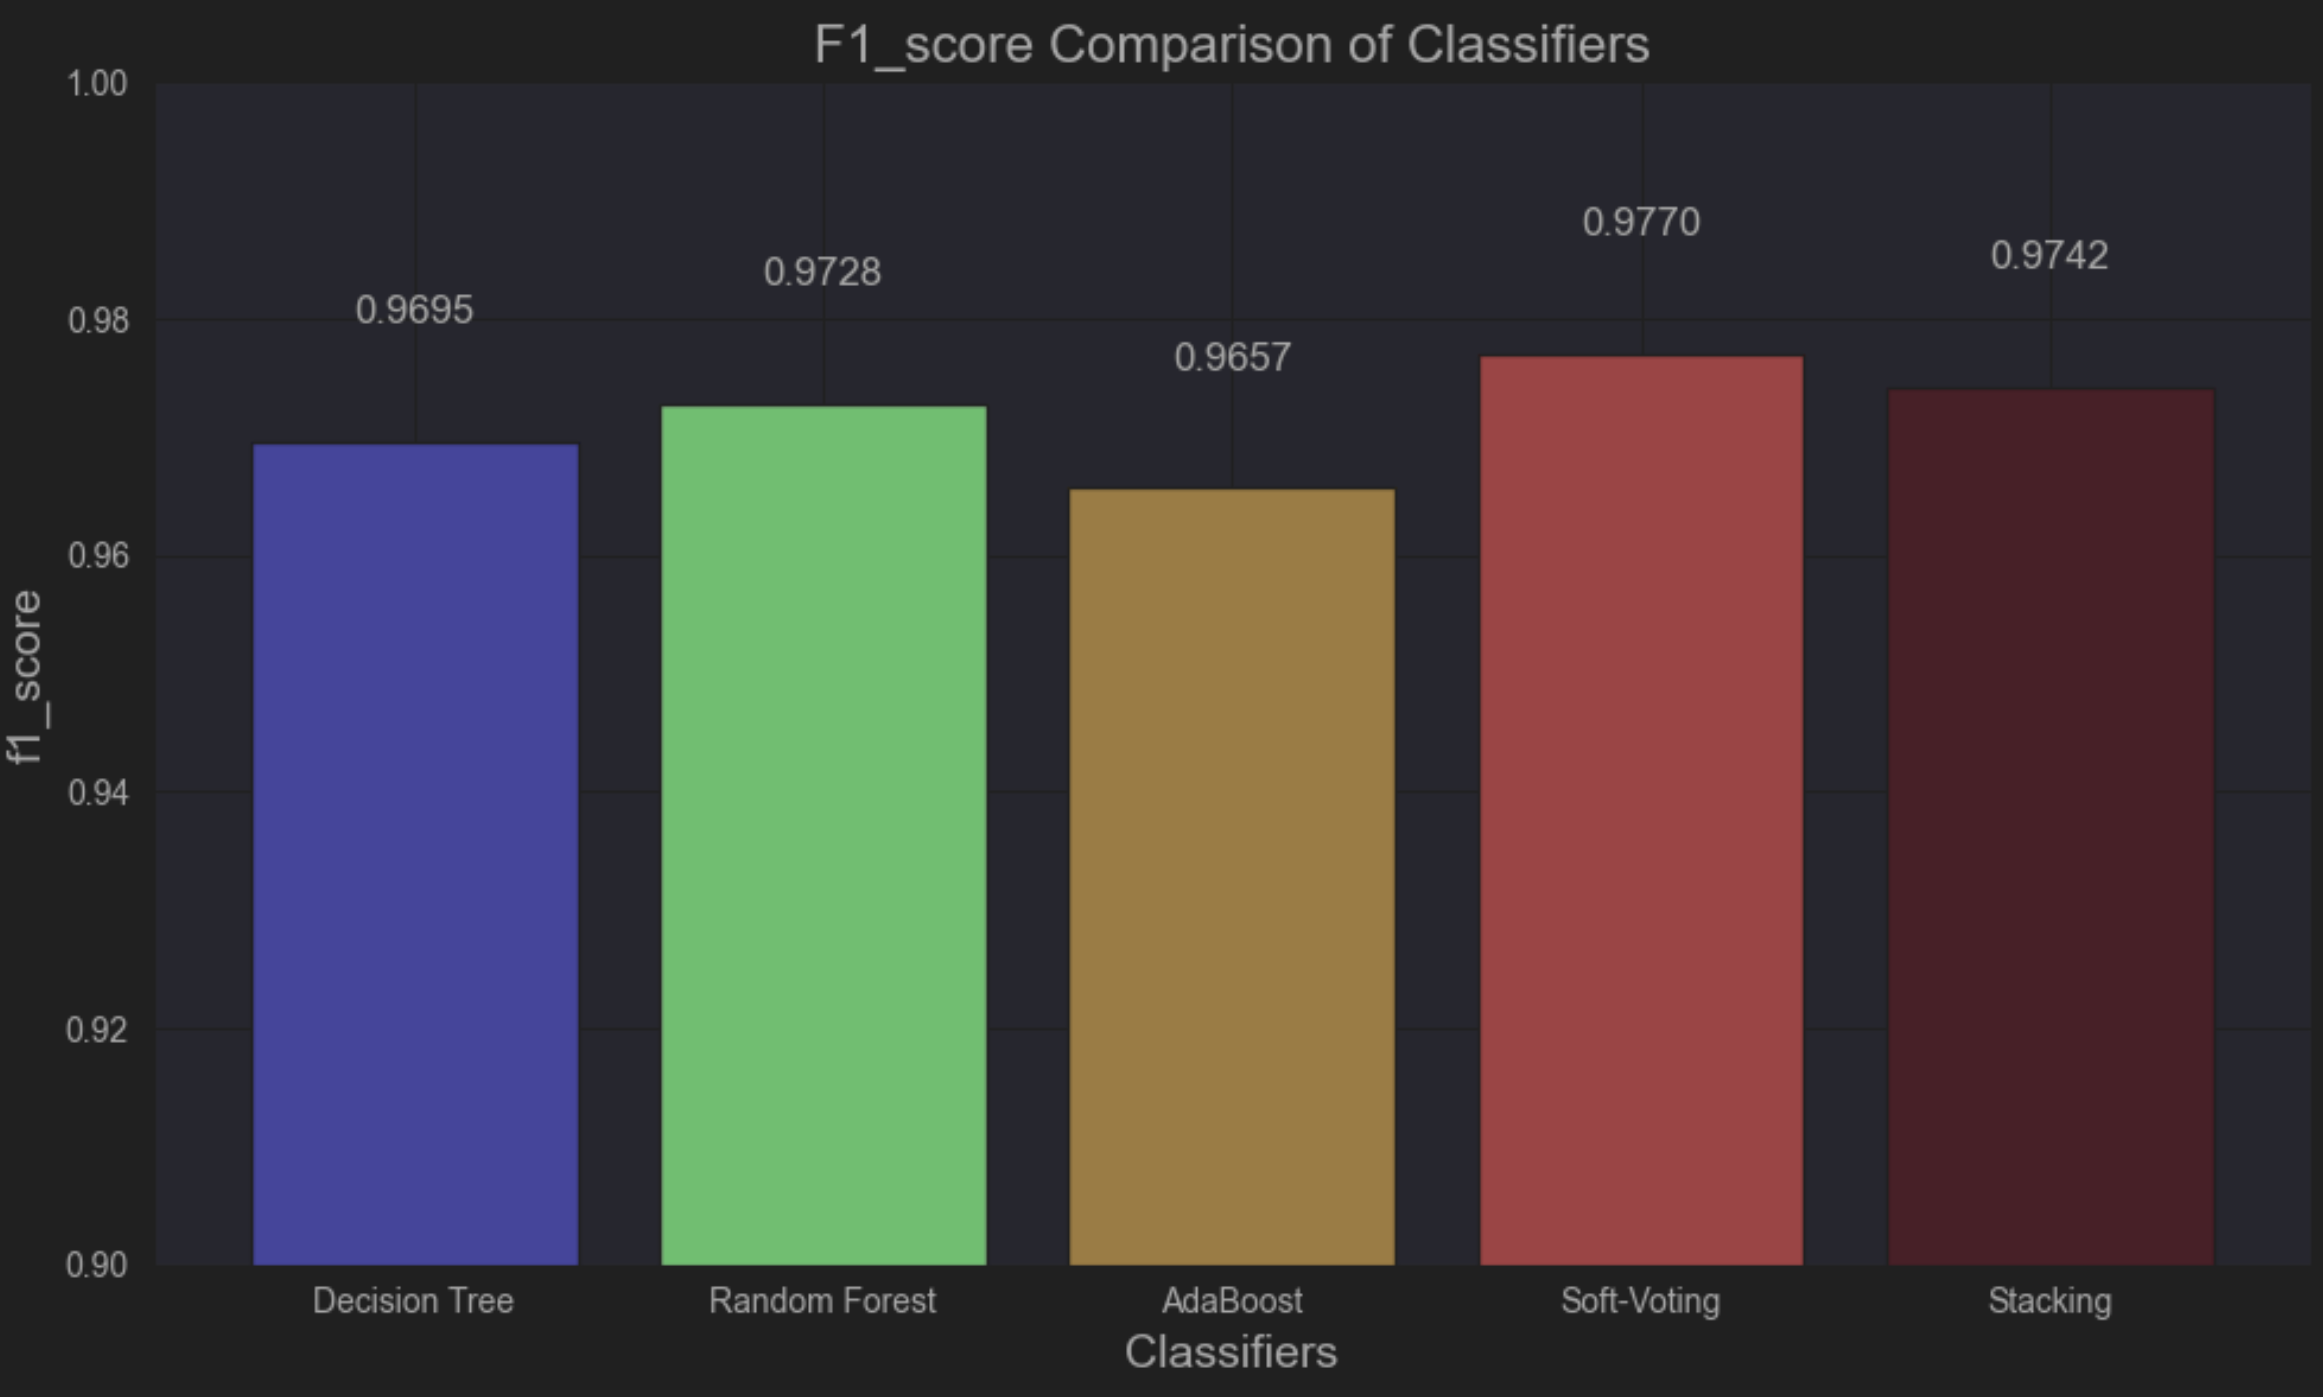 F1_score Comparison of Classifiers
1.00
0.98
0.96
0.94
0.92
0.90
f1_score
0.9695
0.9728
0.9657
0.9770
0.9742
Decision Tree
Random Forest
AdaBoost
Soft-Voting
Stacking
Classifiers